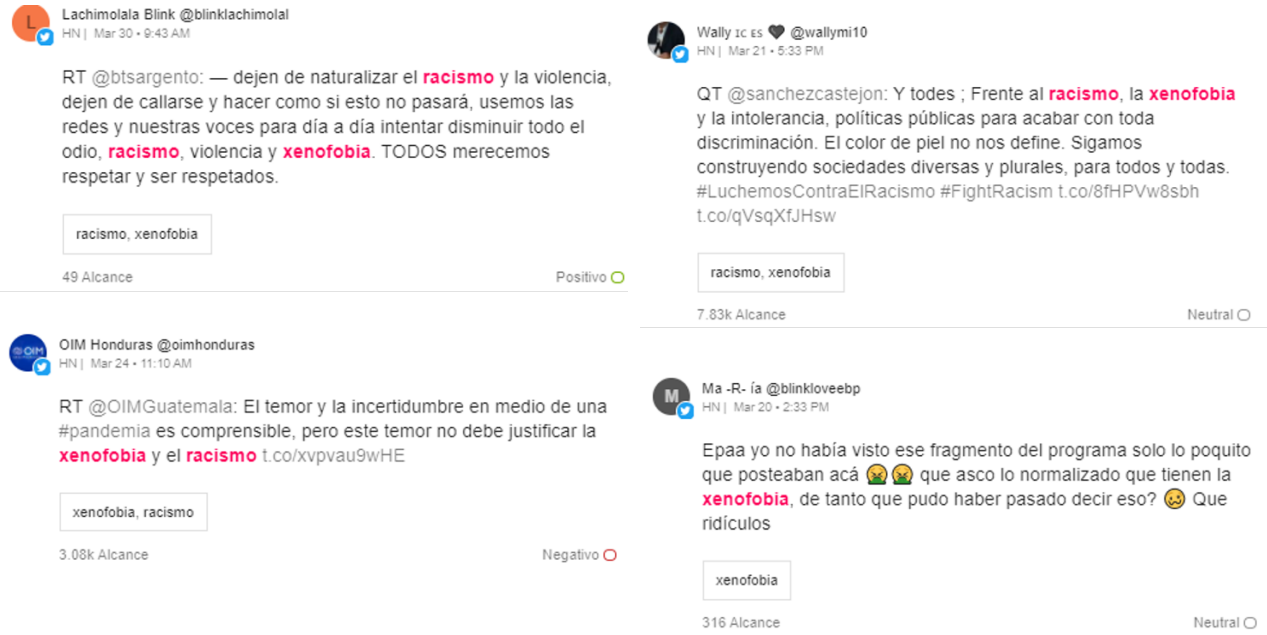 L
Lachimolala Blink @blinklachimolal
HN | Mar 30 • 9:43 AM
RT @btsargento: — dejen de naturalizar el racismo y la violencia,
dejen de callarse y hacer como si esto no pasará, usemos las
redes y nuestras voces para día a día intentar disminuir todo el
odio, racismo, violencia y xenofobia. TODOS merecemos
respetar y ser respetados.
racismo, xenofobia
49 Alcance
Positivo
OIM
OIM Honduras @oimhonduras
HN | Mar 24 • 11:10 AM
RT @OIMGuatemala: El temor y la incertidumbre en medio de una
#pandemia es comprensible, pero este temor no debe justificar la
xenofobia y el racismo t.co/xvpvau9wHE
xenofobia, racismo
3.08k Alcance
Negativo
Wally ɪᴄ ᴇs 🖤 @wallymi10
HN | Mar 21 • 5:33 PM
QT @sanchezcastejon: Y todes ; Frente al racismo, la xenofobia
y la intolerancia, políticas públicas para acabar con toda
discriminación. El color de piel no nos define. Sigamos
construyendo sociedades diversas y plurales, para todos y todas.
#LuchemosContraElRacismo #FightRacism t.co/8fHPVw8sbh
t.co/qVsqXfJHsw
racismo, xenofobia
7.83k Alcance
Neutral
M
Ma -R- ía @blinkloveebp
HN | Mar 20 • 2:33 PM
Epaa yo no había visto ese fragmento del programa solo lo poquito
que posteaban acá 🤮🤮 que asco lo normalizado que tienen la
xenofobia, de tanto que pudo haber pasado decir eso? 🥴 Que
ridículos
xenofobia
316 Alcance
Neutral